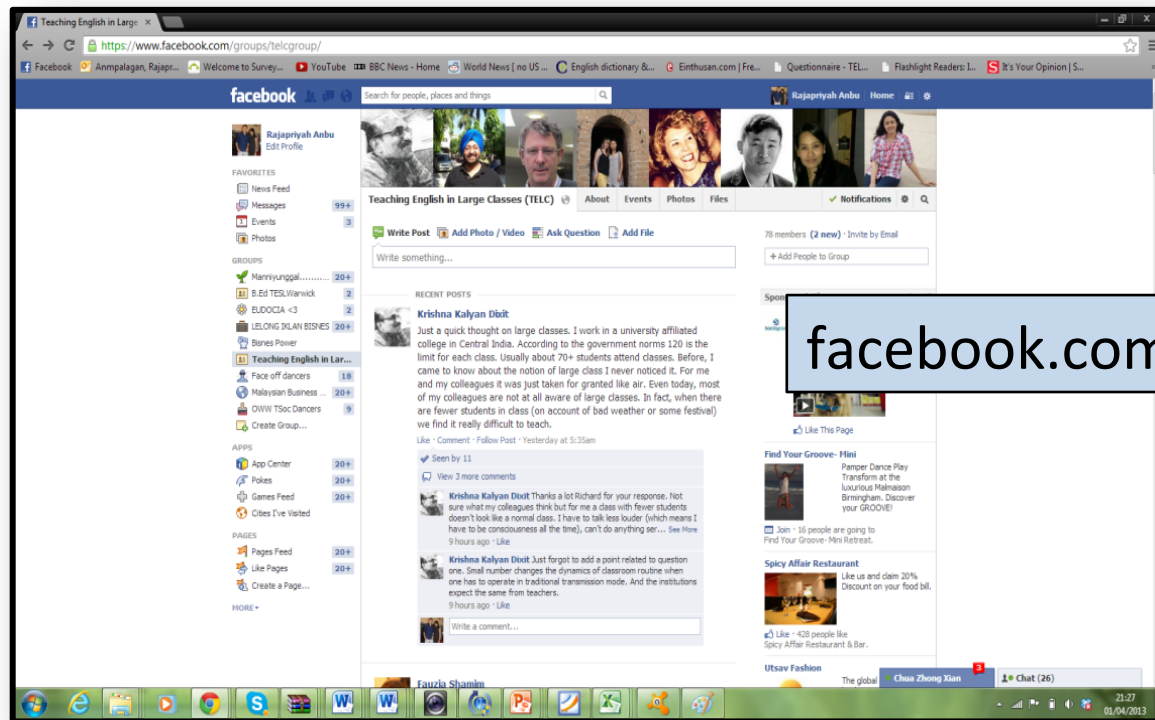 Teaching English in Large
https://www.facebook.com/groups/telcgroup/
Facebook
Anmpalagan, Rajapr...
Welcome to Survey...
YouTube
BBC News - Home
World News [ no US ...
English dictionary &...
Einthusan.com | Fre...
Questionnaire - TEL...
Flashlight Readers: I...
It's Your Opinion | S...
facebook
Search for people, places and things
Rajapriyah Anbu Home
Rajapriyah Anbu
Edit Profile
FAVORITES
News Feed
Messages 99+
Events 3
Photos
GROUPS
Manniyunggal........... 20+
B.Ed TESLWarwick 2
EUDOCIA <3 2
LELONG IKLAN BISNES 20+
Bisnes Power
Teaching English in Lar...
Face off dancers 18
Malaysian Business ... 20+
OWW TSoc Dancers 9
Create Group...
APPS
App Center 20+
Pokes 20+
Games Feed 20+
Cities I've Visited
PAGES
Pages Feed 20+
Like Pages 20+
Create a Page...
MORE
Teaching English in Large Classes (TELC) About Events Photos Files
Notifications
Write Post Add Photo / Video Ask Question Add File
Write something...
RECENT POSTS
Krishna Kalyan Dixit
Just a quick thought on large classes. I work in a university affiliated
college in Central India. According to the government norms 120 is the
limit for each class. Usually about 70+ students attend classes. Before, I
came to know about the notion of large class I never noticed it. For me
and my colleagues it was just taken for granted like air. Even today, most
of my colleagues are not at all aware of large classes. In fact, when there
are fewer students in class (on account of bad weather or some festival)
we find it really difficult to teach.
Like · Comment · Follow Post · Yesterday at 5:35am
Seen by 11
View 3 more comments
Krishna Kalyan Dixit Thanks a lot Richard for your response. Not
sure what my colleagues think but for me a class with fewer students
doesn't look like a normal class. I have to talk less louder (which means I
have to be consciousness all the time), can't do anything ser... See More
9 hours ago · Like
Krishna Kalyan Dixit Just forgot to add a point related to question
one. Small number changes the dynamics of classroom routine when
one has to operate in traditional transmission mode. And the institutions
expect the same from teachers.
9 hours ago · Like
Write a comment...
Fauzia Shamim
78 members (2 new) · Invite by Email
+ Add People to Group
Spon
facebook.com
Like This Page
Find Your Groove- Mini
Pamper Dance Play
Transform at the
luxurious Malmaison
Birmingham. Discover
your GROOVE!
Join · 16 people are going to
Find Your Groove- Mini Retreat.
Spicy Affair Restaurant
Like us and claim 20%
Discount on your food bill.
Like · 428 people like
Spicy Affair Restaurant & Bar.
Utsav Fashion
The global
Chua Zhong Xian
3
Chat (26)
21:27
01/04/2013